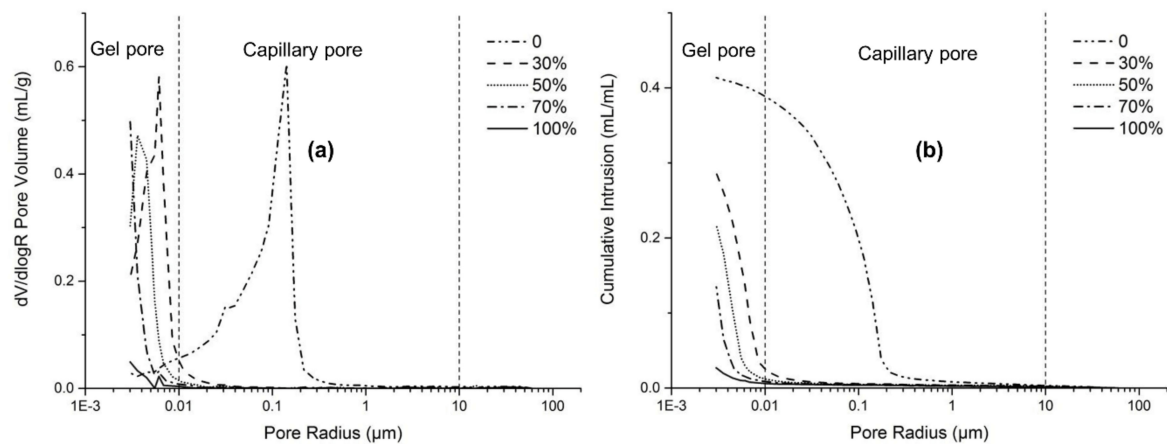 Gel pore
Capillary pore
0
30%
50%
70%
100%
(a)
0.6
0.4
0.2
0.0
dV/dlogR Pore Volume (mL/g)
1E-3
0.01
0.1
1
10
100
Pore Radius (µm)
Gel pore
Capillary pore
0
30%
50%
70%
100%
(b)
0.4
0.2
0.0
Cumulative Intrusion (mL/mL)
1E-3
0.01
0.1
1
10
100
Pore Radius (µm)